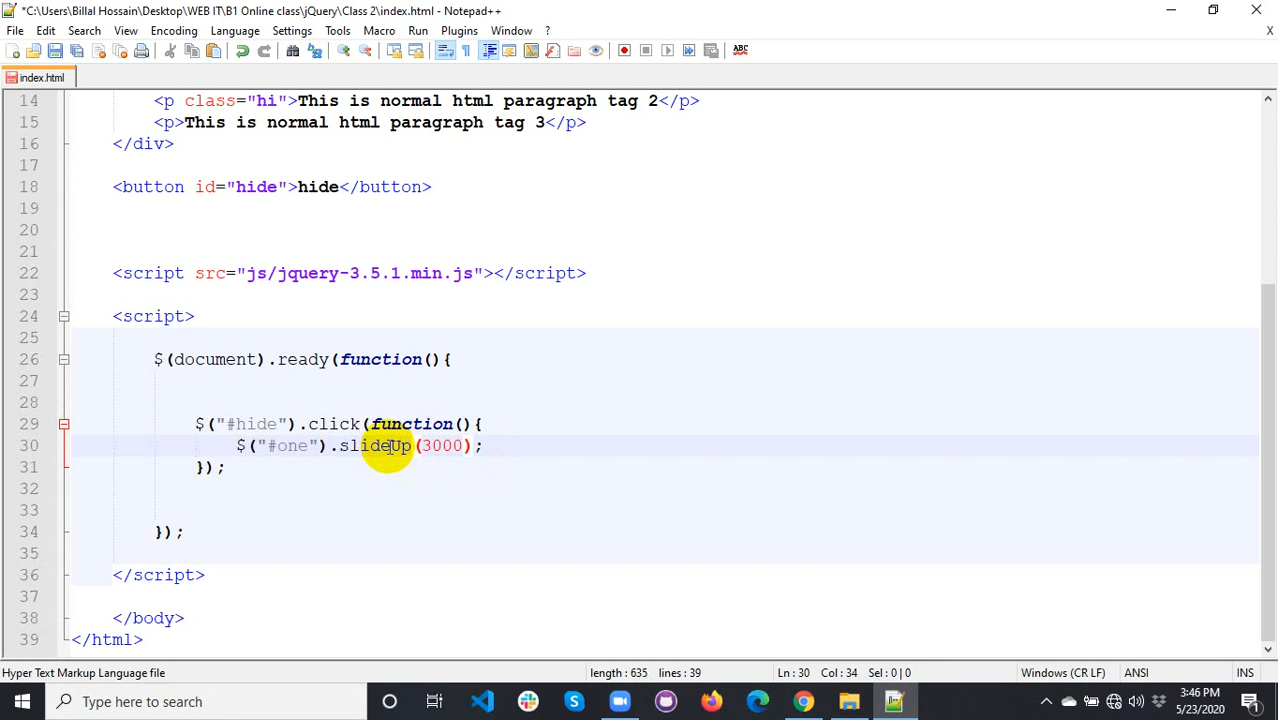 *C:\Users\Billal Hossain\Desktop\WEB IT\B1 Online class\jQuery\Class 2\index.html - Notepad++
File Edit Search View Encoding Language Settings Tools Macro Run Plugins Window ?
X
ABC
index.html
14 <p class="hi">This is normal html paragraph tag 2</p>
15 <p>This is normal html paragraph tag 3</p>
16 </div>
17
18 <button id="hide">hide</button>
19
20
21
22 <script src="js/jquery-3.5.1.min.js"></script>
23
24 <script>
25
26 $(document).ready(function(){
27
28
29 $("#hide").click(function(){
30 $("#one").slideUp(3000);
31 });
32
33
34 });
35
36 </script>
37
38 </body>
39 </html>
Hyper Text Markup Language file length : 635 lines : 39 Ln : 30 Col : 34 Sel : 0 | 0 Windows (CR LF) ANSI INS
Type here to search
3:46 PM
5/23/2020